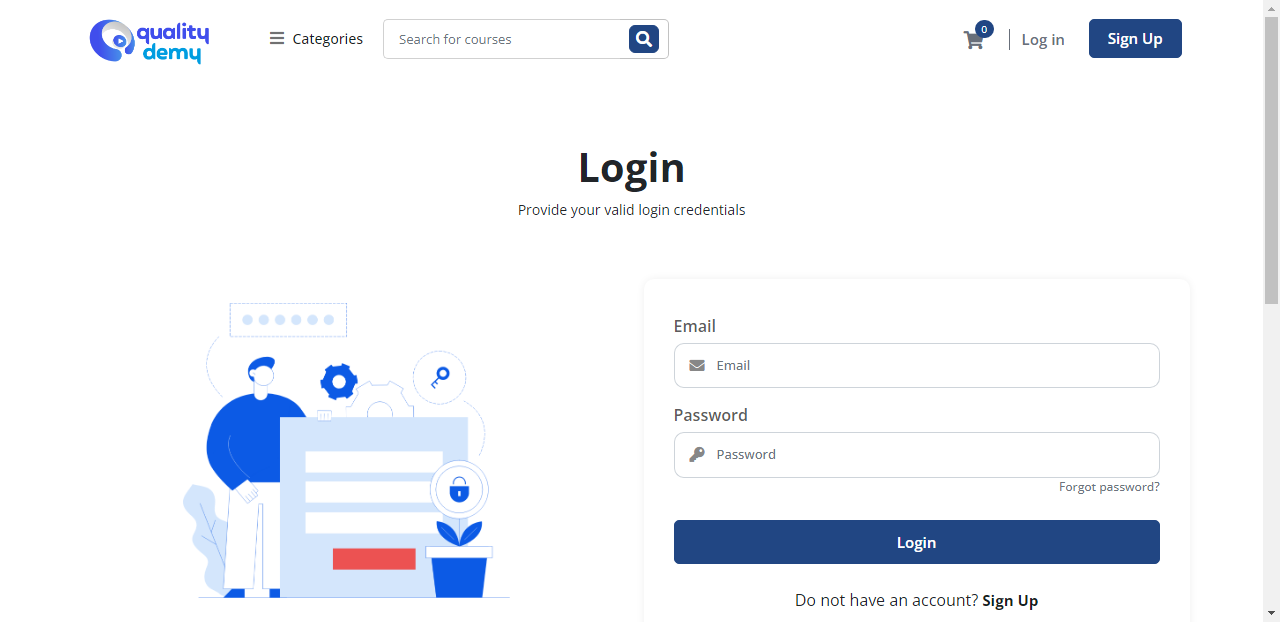 quality
demy
Categories
Search for courses
0
Log in
Sign Up
Login
Provide your valid login credentials
Email
Email
Password
Password
Forgot password?
Login
Do not have an account? Sign Up